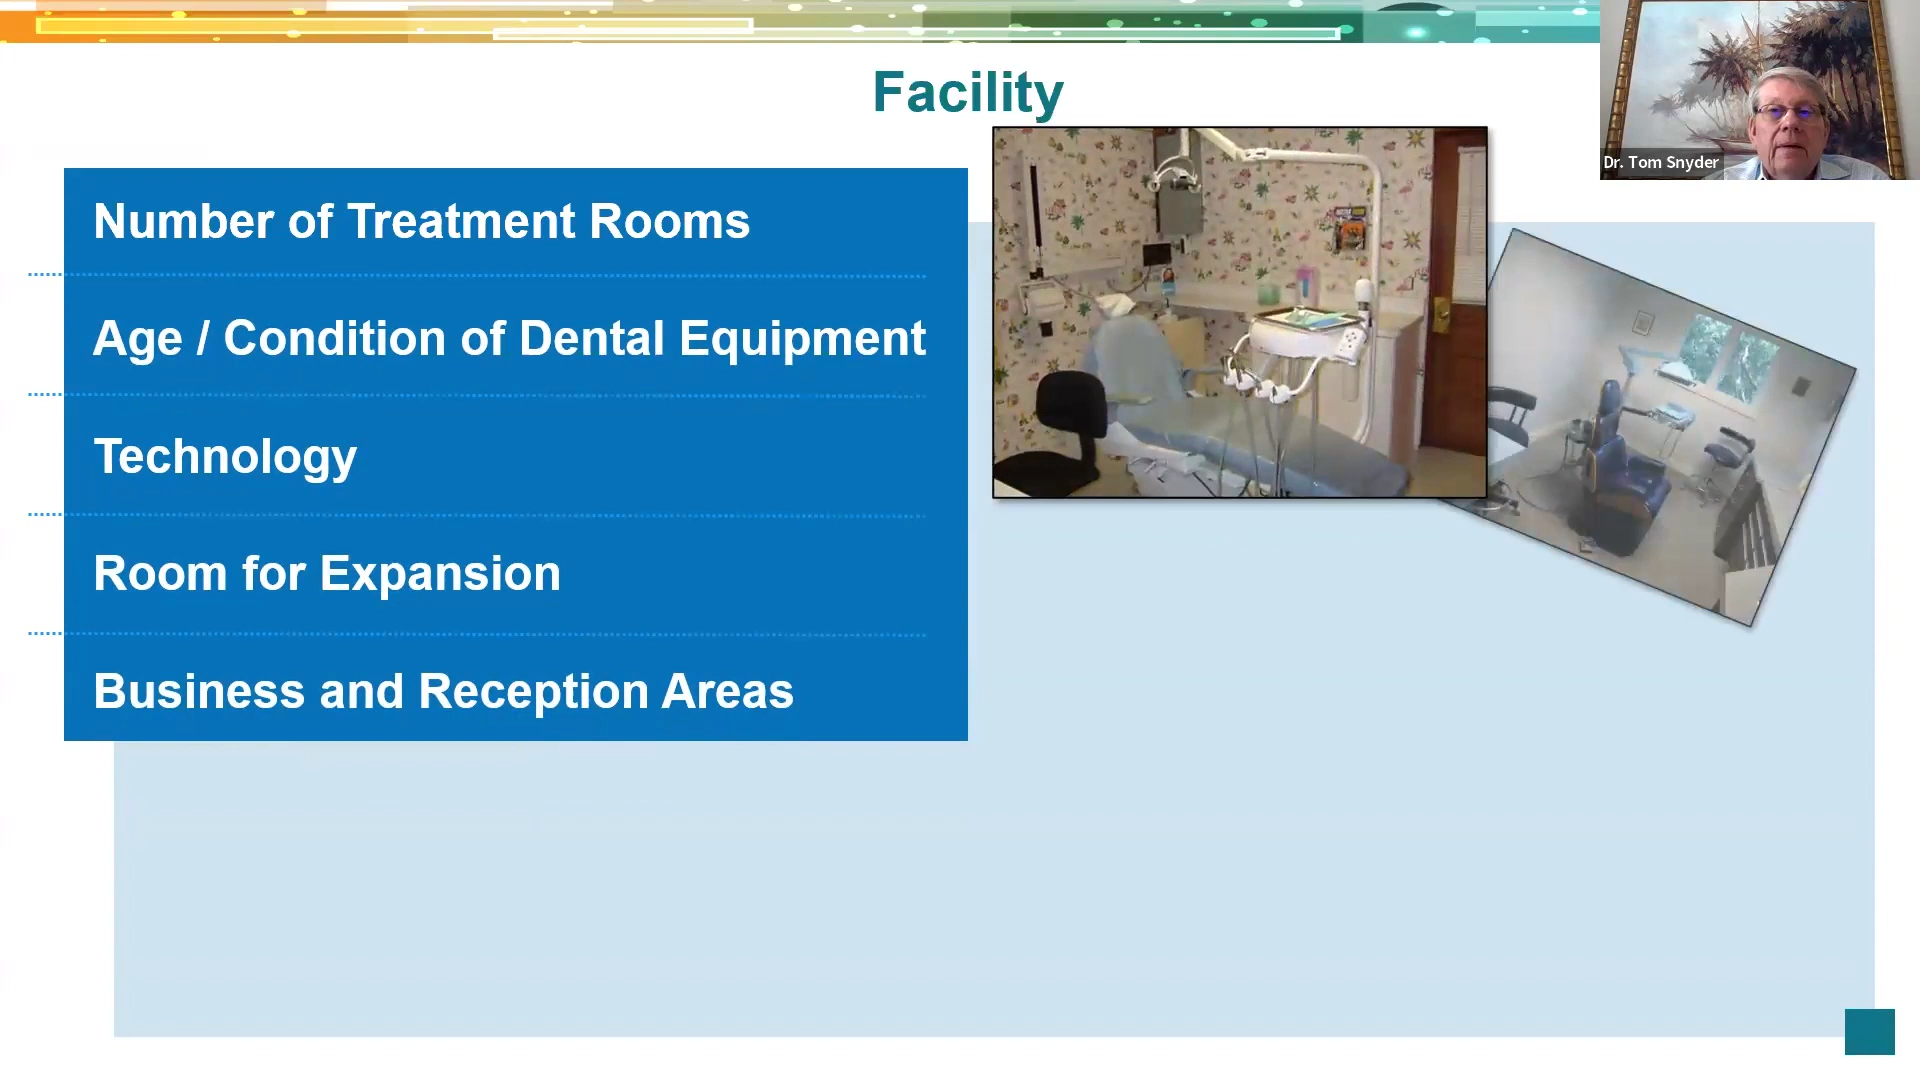 Facility
Dr. Tom Snyder
Number of Treatment Rooms
Age / Condition of Dental Equipment
Technology
Room for Expansion
Business and Reception Areas